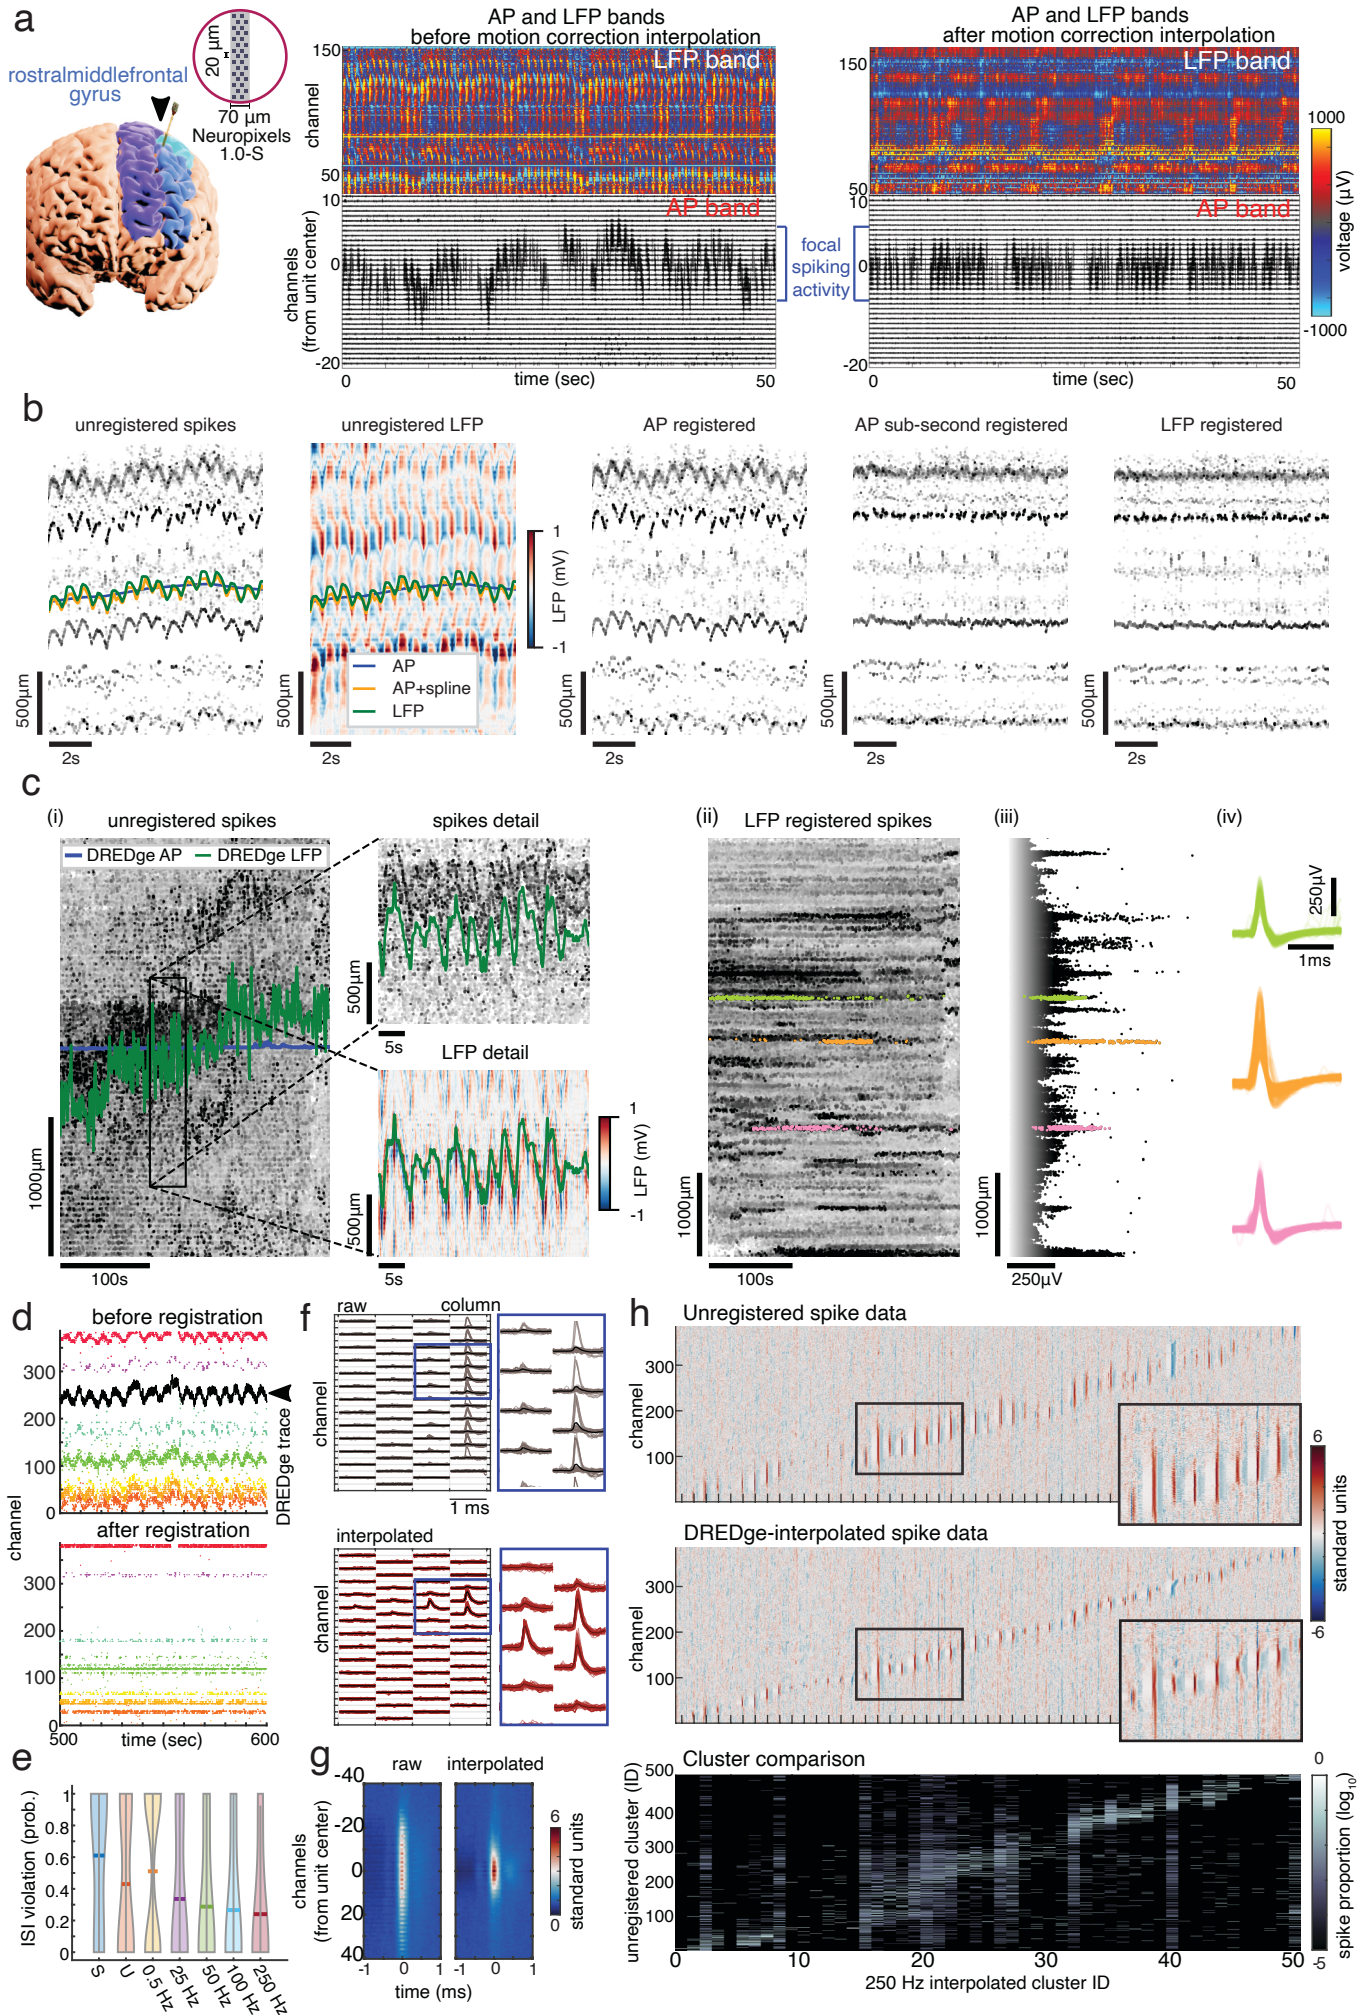 a
rostralmiddlefrontal
gyrus
20 µm
70 µm
Neuropixels
1.0-S
AP and LFP bands
before motion correction interpolation
LFP band
150
channel
50
AP band
10
0
channels
(from unit center)
-20
0
time (sec)
50
focal
spiking
activity
AP and LFP bands
after motion correction interpolation
LFP band
150
50
AP band
10
0
-20
0
time (sec)
50
1000
voltage (µV)
-1000
b
unregistered spikes
500µm
2s
unregistered LFP
AP
AP+spline
LFP
500µm
2s
1
LFP (mV)
-1
AP registered
500µm
2s
AP sub-second registered
500µm
2s
LFP registered
500µm
2s
c
(i)
unregistered spikes
DREDge AP
DREDge LFP
1000µm
100s
spikes detail
500µm
5s
LFP detail
500µm
5s
1
LFP (mV)
-1
(ii)
LFP registered spikes
1000µm
100s
(iii)
1000µm
250µV
(iv)
250µV
1ms
d
before registration
300
200
100
0
DREDge trace
channel
after registration
300
200
100
0
500
time (sec)
600
e
ISI violation (prob.)
1
0.8
0.6
0.4
0.2
0
S
U
0.5 Hz
25 Hz
50 Hz
100 Hz
250 Hz
f
raw
column
channel
1 ms
interpolated
channel
g
raw
interpolated
-40
-20
0
20
40
channels
(from unit center)
-1
0
1
-1
0
1
time (ms)
6
standard units
0
h
Unregistered spike data
300
200
100
channel
DREDge-interpolated spike data
300
200
100
channel
6
standard units
-6
Cluster comparison
500
400
300
200
100
0
unregistered cluster (ID)
0
10
20
30
40
50
250 Hz interpolated cluster ID
0
spike proportion (log10)
-5